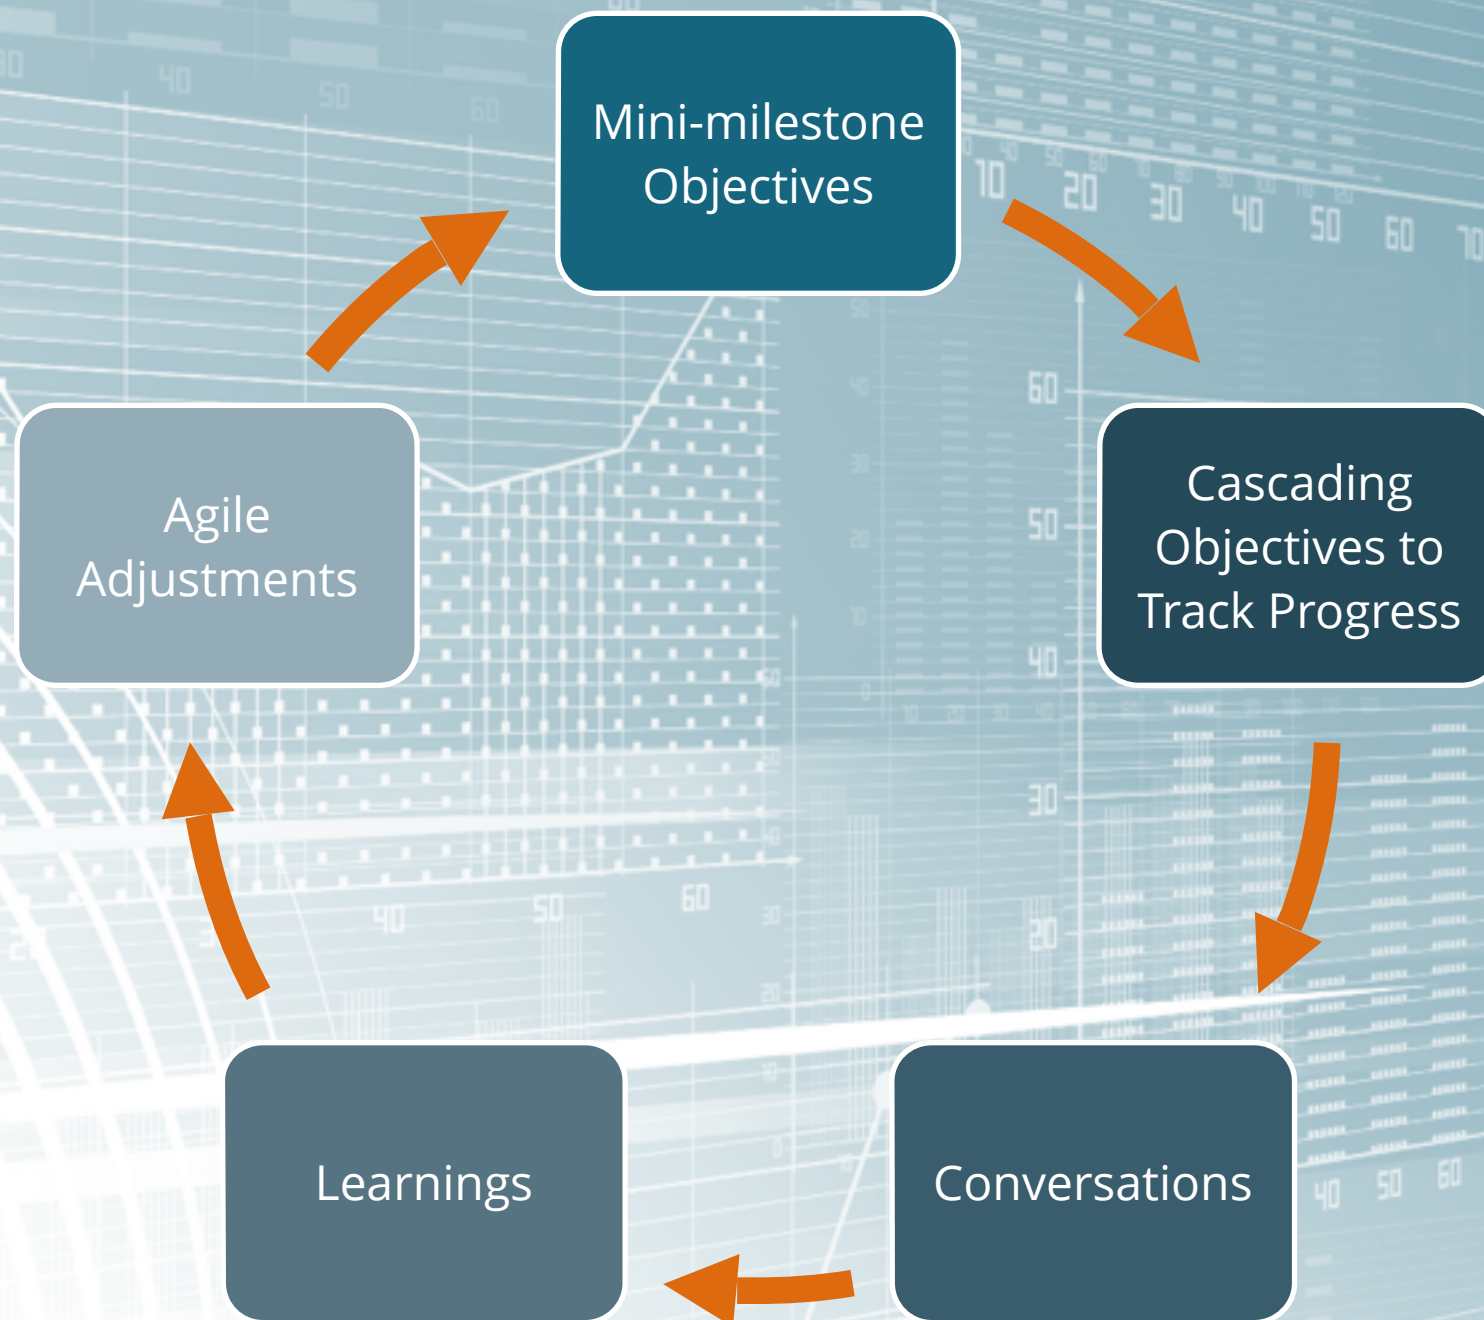 Mini-milestone
Objectives
Cascading
Objectives to
Track Progress
Conversations
Learnings
Agile
Adjustments